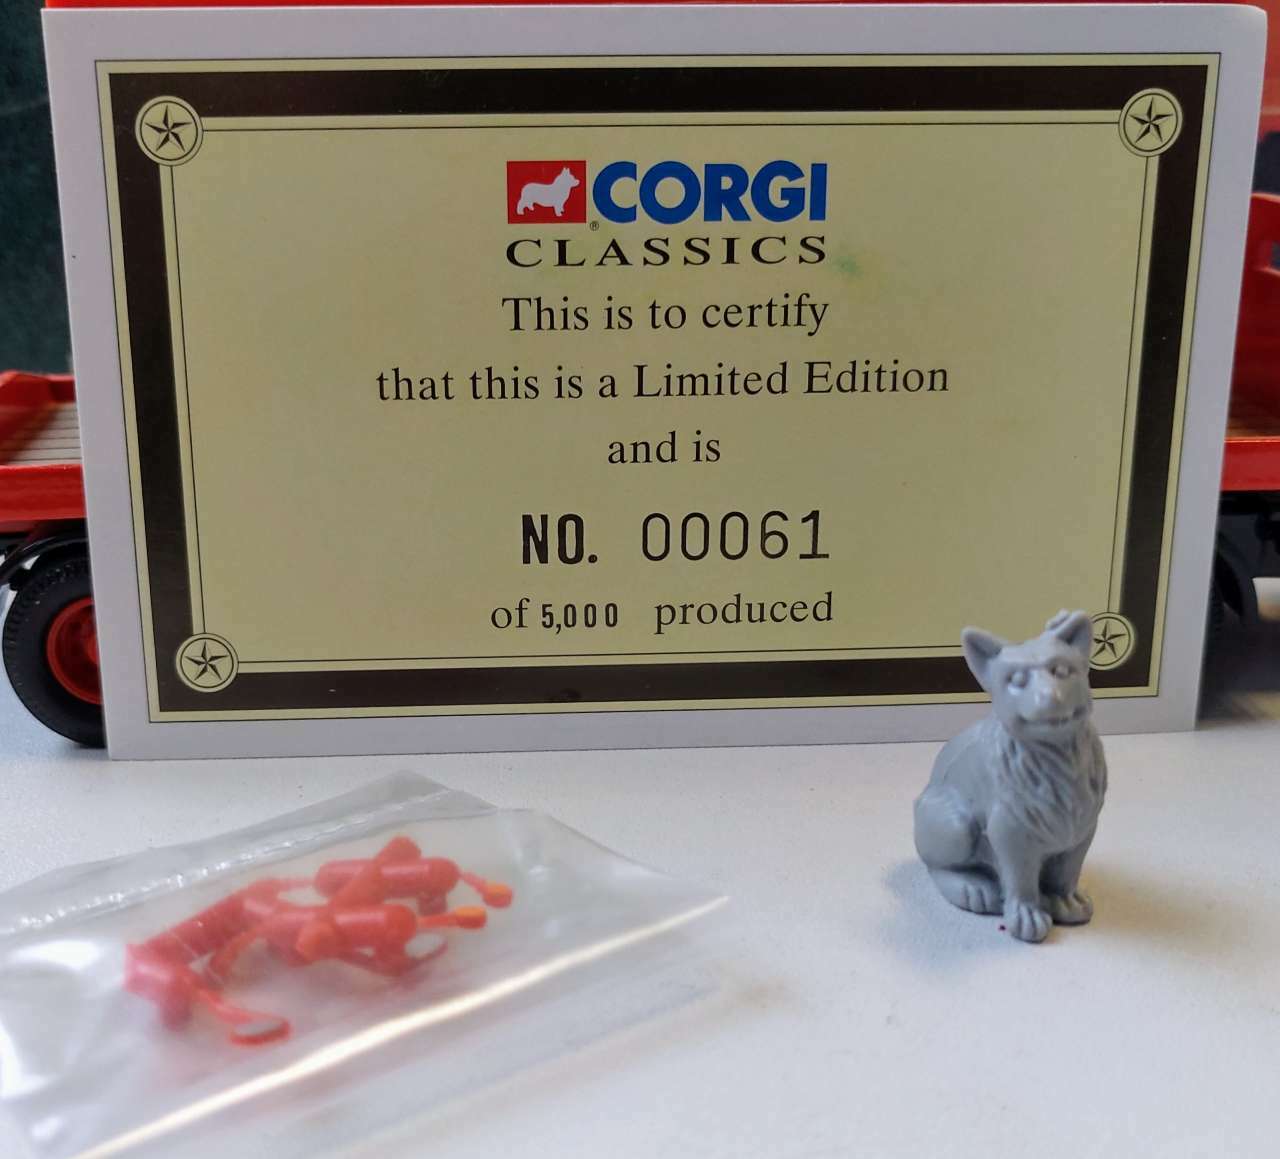 CORGI
®
CLASSICS
This is to certify
that this is a Limited Edition
and is
NO. 00061
of 5,000 produced